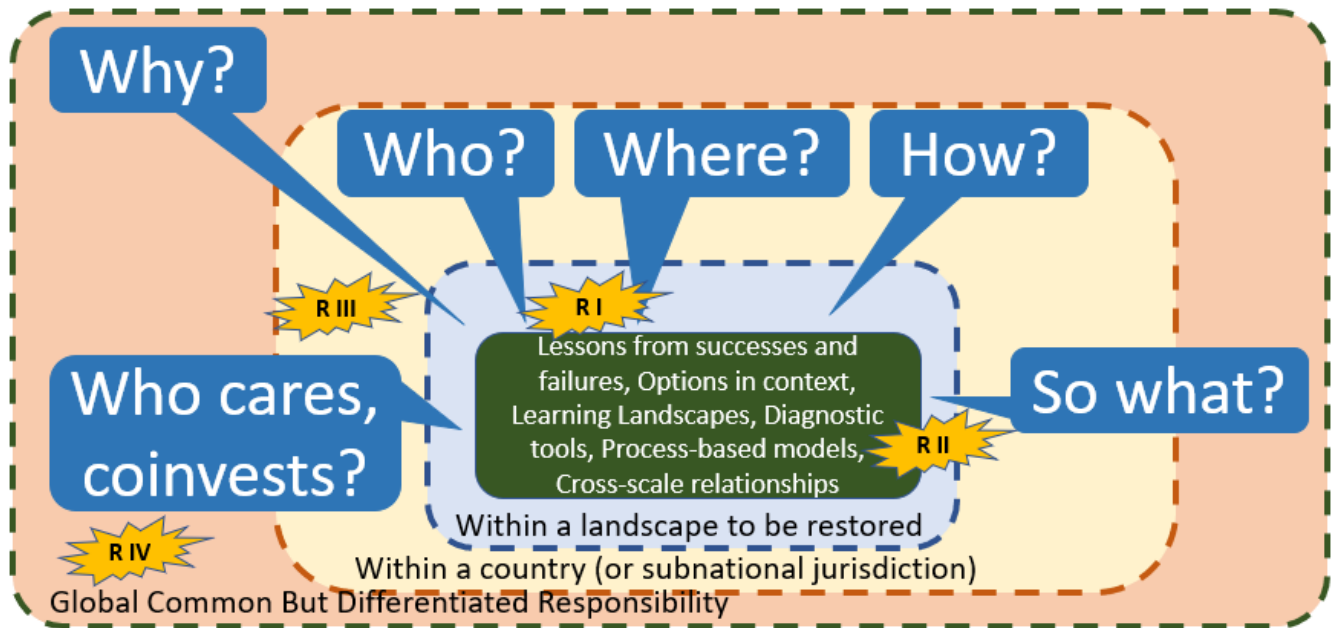 Why?
Who?
Where?
How?
R III
R I
Lessons from successes and
failures, Options in context,
Learning Landscapes, Diagnostic
tools, Process-based models,
Cross-scale relationships
Who cares,
coinvests?
So what?
R II
R IV
Within a landscape to be restored
Within a country (or subnational jurisdiction)
Global Common But Differentiated Responsibility